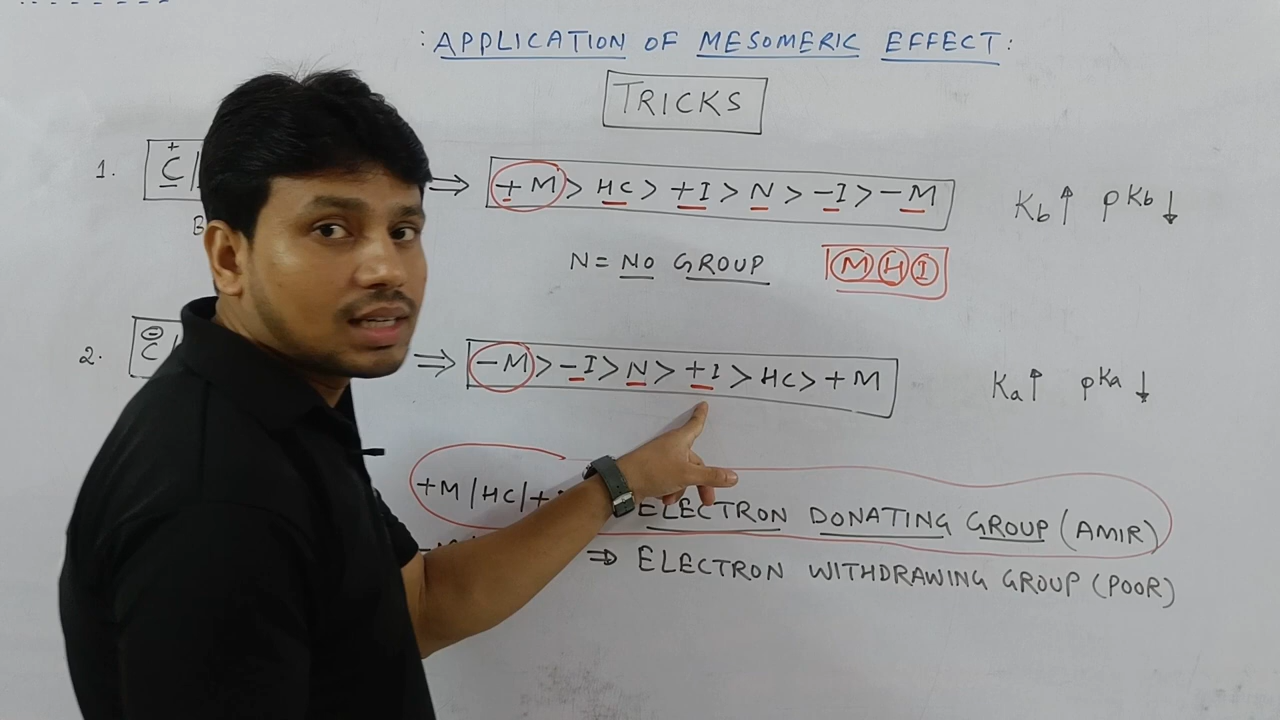 : APPLICATION OF MESOMERIC EFFECT :
TRICKS
1. C+ ⇒ +M > HC > +I > N > -I > -M Kb ↑ pKb ↓
N = NO GROUP M H I
2. C⊖ ⇒ -M > -I > N > +I > HC > +M Ka ↑ pKa ↓
+M / HC / + ELECTRON DONATING GROUP (AMIR)
⇒ ELECTRON WITHDRAWING GROUP (POOR)